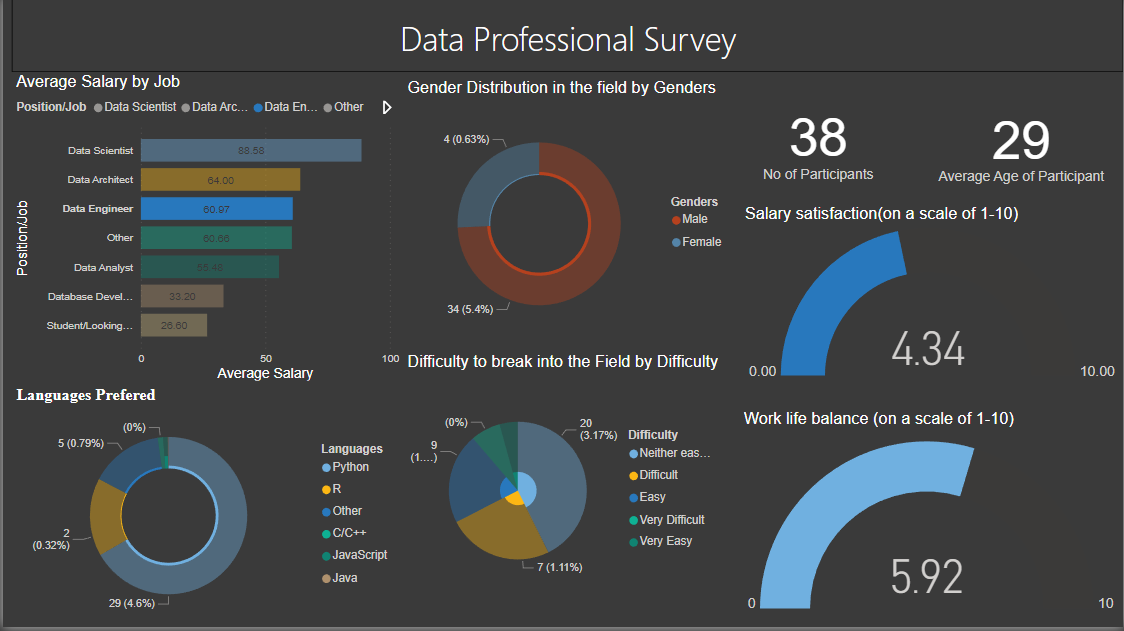 Data Professional Survey
Average Salary by Job
Position/Job Data Scientist Data Arc... Data En... Other
Position/Job
Data Scientist 88.58
Data Architect 64.00
Data Engineer 60.97
Other
Data Analyst 55.48
Database Devel... 33.20
Student/Looking... 26.60
0 50 100
Average Salary
Gender Distribution in the field by Genders
4 (0.63%)
34 (5.4%)
Genders
Male
Female
38
No of Participants
29
Average Age of Participant
Salary satisfaction(on a scale of 1-10)
4.34
0.00 10.00
Languages Prefered
(0%)
5 (0.79%)
2
(0.32%)
29 (4.6%)
Languages
Python
R
Other
C/C++
JavaScript
Java
Difficulty to break into the Field by Difficulty
(0%)
9
(1....)
20
(3.17%)
7 (1.11%)
Difficulty
Neither eas...
Difficult
Easy
Very Difficult
Very Easy
Work life balance (on a scale of 1-10)
5.92
0 10